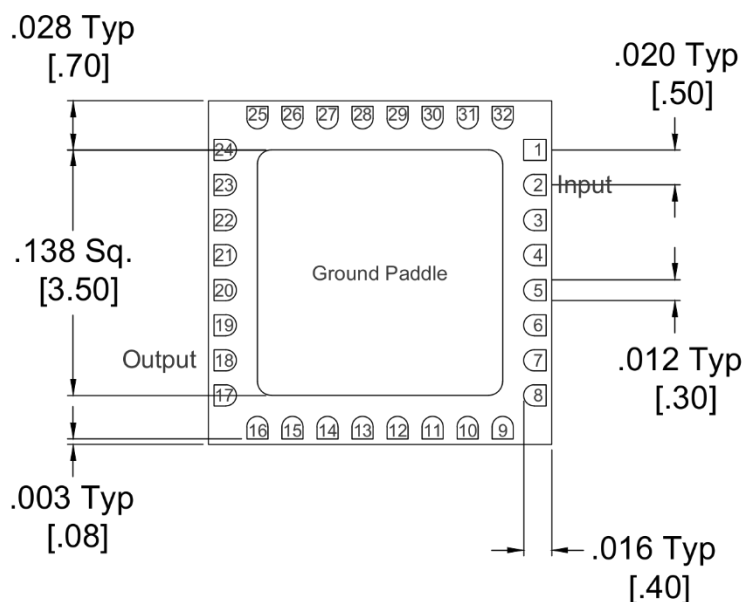 .028 Typ
[.70]
.020 Typ
[.50]
25 26 27 28 29 30 31 32
24
1
23
2 Input
22
3
.138 Sq.
[3.50]
21
4
Ground Paddle
20
5
19
6
.012 Typ
[.30]
Output 18
7
17
8
16 15 14 13 12 11 10 9
.003 Typ
[.08]
.016 Typ
[.40]